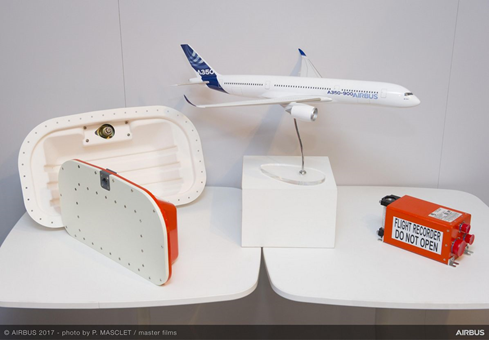 A350
A350-900 AIRBUS
FLIGHT RECORDER
DO NOT OPEN
© AIRBUS 2017 - photo by P. MASCLET / master films
AIRBUS